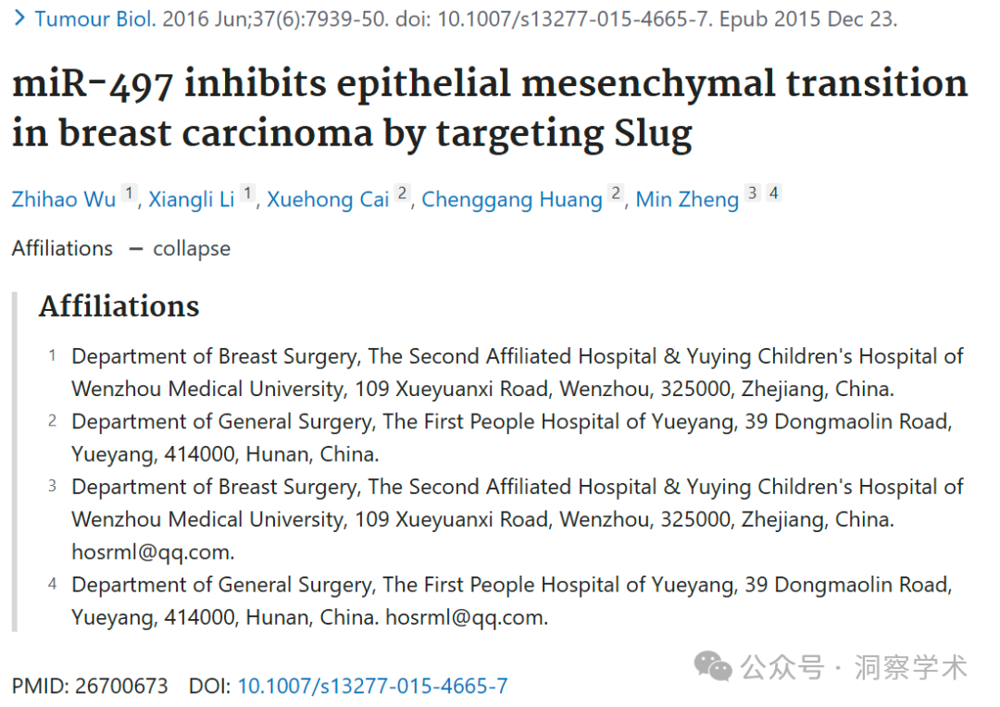 > Tumour Biol. 2016 Jun;37(6):7939-50. doi: 10.1007/s13277-015-4665-7. Epub 2015 Dec 23.
miR-497 inhibits epithelial mesenchymal transition
in breast carcinoma by targeting Slug
Zhihao Wu 1, Xiangli Li 1, Xuehong Cai 2, Chenggang Huang 2, Min Zheng 3 4
Affiliations – collapse
Affiliations
1 Department of Breast Surgery, The Second Affiliated Hospital & Yuying Children's Hospital of
Wenzhou Medical University, 109 Xueyuanxi Road, Wenzhou, 325000, Zhejiang, China.
2 Department of General Surgery, The First People Hospital of Yueyang, 39 Dongmaolin Road,
Yueyang, 414000, Hunan, China.
3 Department of Breast Surgery, The Second Affiliated Hospital & Yuying Children's Hospital of
Wenzhou Medical University, 109 Xueyuanxi Road, Wenzhou, 325000, Zhejiang, China.
hosrml@qq.com.
4 Department of General Surgery, The First People Hospital of Yueyang, 39 Dongmaolin Road,
Yueyang, 414000, Hunan, China. hosrml@qq.com.
公众号 · 洞察学术
PMID: 26700673 DOI: 10.1007/s13277-015-4665-7